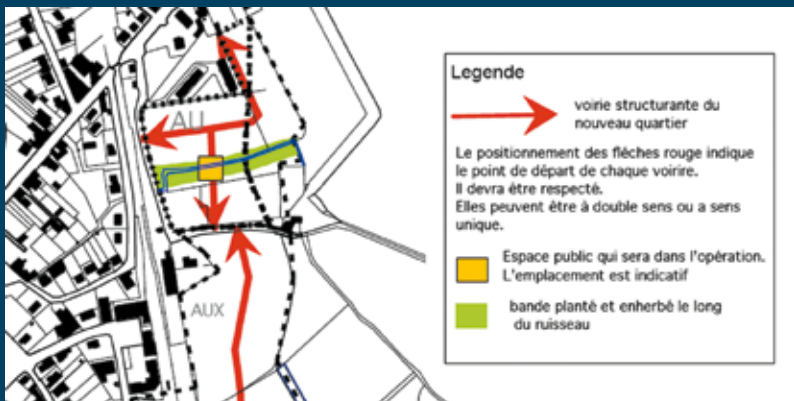 AU
AUX
Legende
voirie structurante du
nouveau quartier
Le positionnement des flèches rouge indique
le point de départ de chaque voirire.
Il devra être respecté.
Elles peuvent être à double sens ou a sens
unique.
Espace public qui sera dans l'opération.
L'emplacement est indicatif
bande planté et enherbé le long
du ruisseau